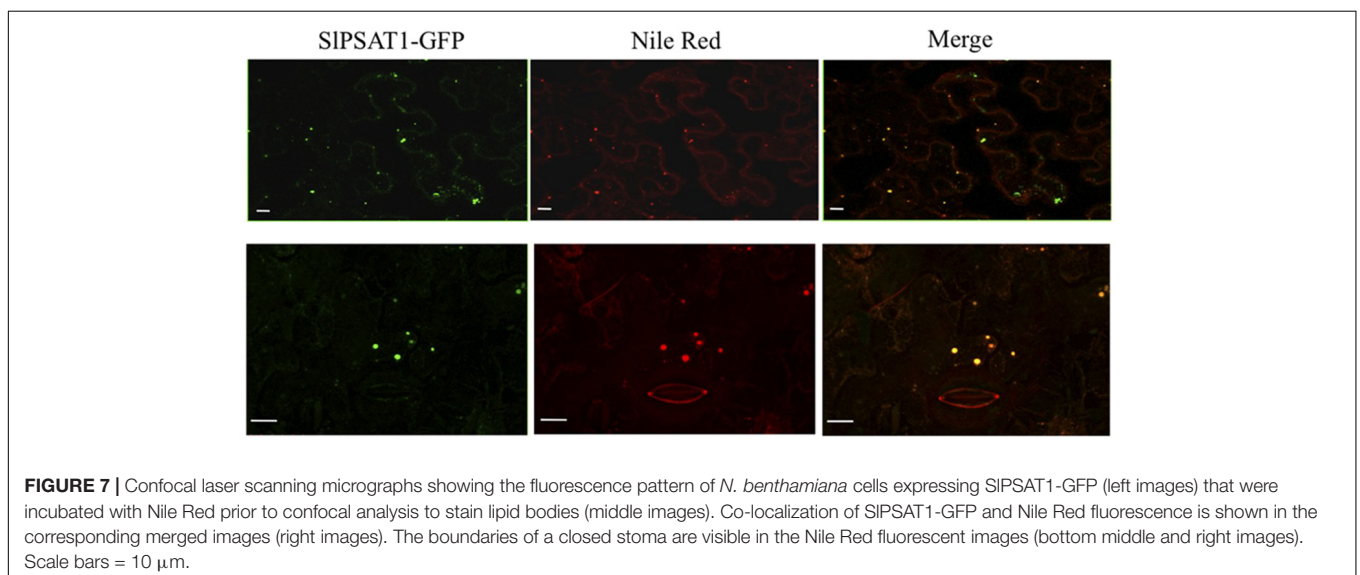 SlPSAT1-GFP Nile Red Merge
FIGURE 7 | Confocal laser scanning micrographs showing the fluorescence pattern of N. benthamiana cells expressing SlPSAT1-GFP (left images) that were
incubated with Nile Red prior to confocal analysis to stain lipid bodies (middle images). Co-localization of SlPSAT1-GFP and Nile Red fluorescence is shown in the
corresponding merged images (right images). The boundaries of a closed stoma are visible in the Nile Red fluorescent images (bottom middle and right images).
Scale bars = 10 μm.